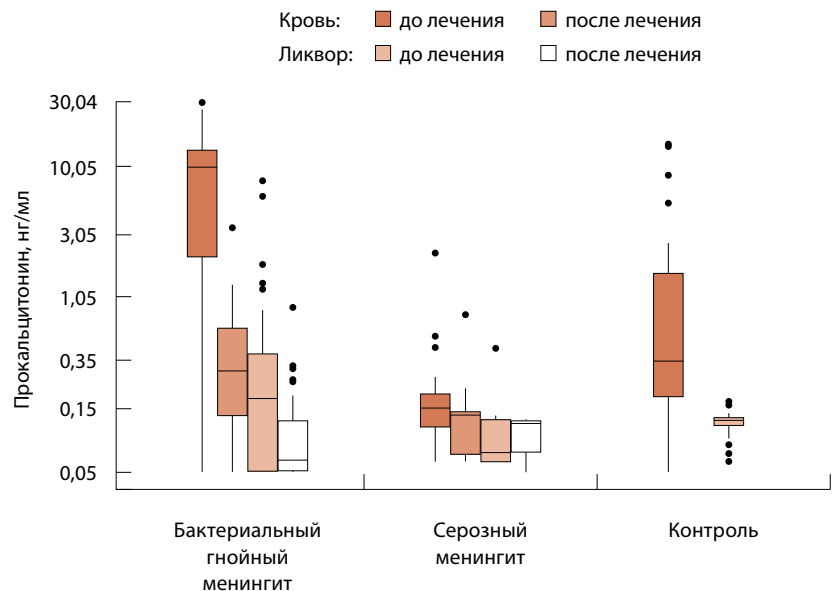 Кровь: до лечения после лечения
Ликвор: до лечения после лечения
Прокальцитонин, нг/мл
30,04
10,05
3,05
1,05
0,35
0,15
0,05
Бактериальный
гнойный
менингит
Серозный
менингит
Контроль